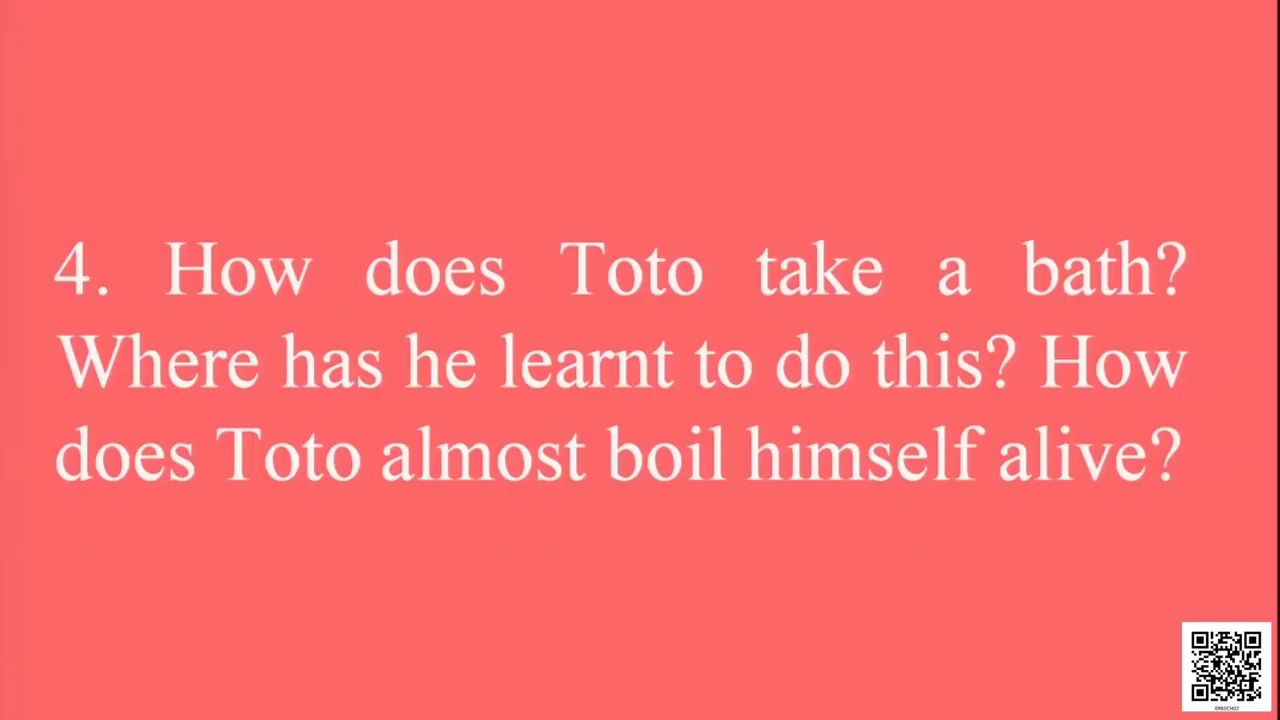 4. How does Toto take a bath?
Where has he learnt to do this? How
does Toto almost boil himself alive?
0960CH02